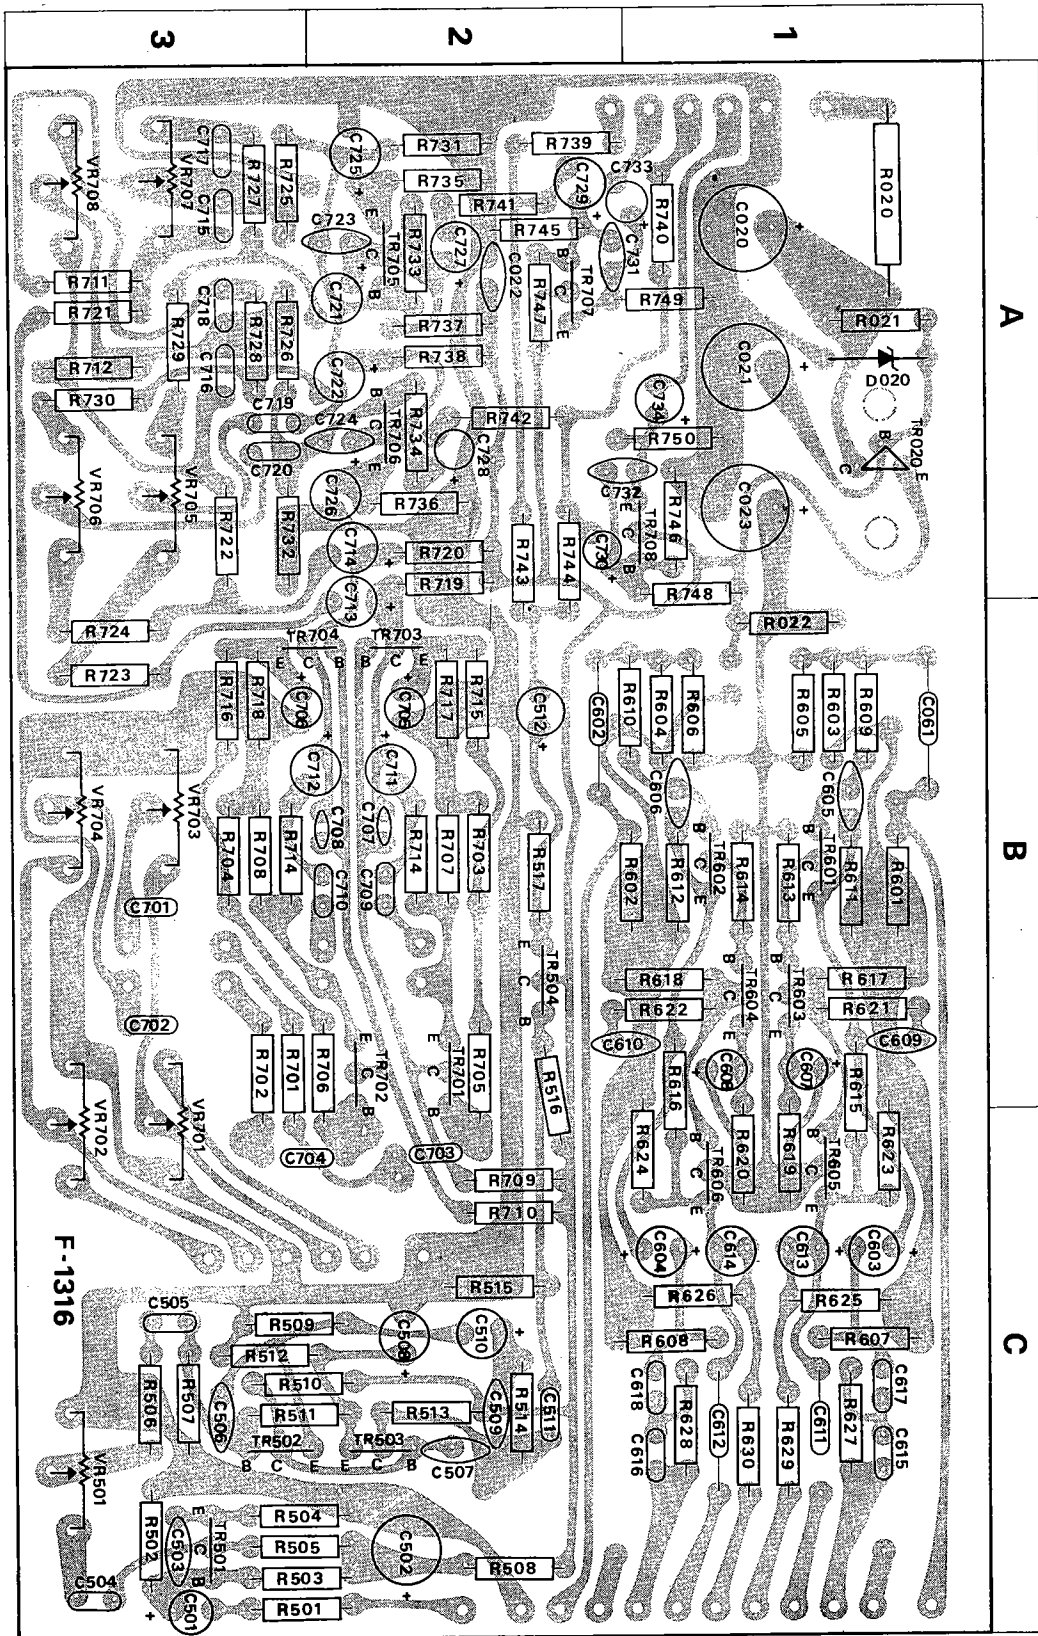 3
2
1
A
B
C
VR708
VR707
C717
C715
R727
R725
C725
R731
R735
R741
R739
C729
C733
R740
C020
R020
C723
E
C
B
TR705
R733
C727
R745
C022
C731
R747
B
C
E
TR707
R749
R711
R721
R712
R730
R729
C718
C716
R728
R726
C721
C722
R737
R738
R021
C021
D020
C719
C720
C724
B
C
E
TR706
R734
C728
R742
C734
R750
B
C
E
TR020
VR706
VR705
R722
R732
C726
R736
C732
E
C
B
TR708
R746
C023
C714
R720
R743
R744
C730
C713
R719
R748
R724
R723
TR704
E
C
B
TR703
B
C
E
R022
R716
R718
C706
C705
R717
R715
C512
C602
R610
R604
R606
R605
R603
R609
C061
VR704
VR703
C712
C711
C708
C707
C606
C605
R704
R708
R714
C710
C709
R714
R707
R703
R517
R602
R612
B
C
E
TR602
R614
R613
B
C
E
TR601
R611
R601
C701
C702
E
C
B
TR504
R618
R622
B
C
E
TR604
B
C
E
TR603
R617
R621
C610
C609
R702
R701
R706
E
C
B
TR702
E
C
B
TR701
R705
R516
R616
C608
C607
R615
VR702
VR701
C704
C703
R709
R710
R624
B
C
E
TR606
R620
R619
B
C
E
TR605
R623
F-1316
C604
C614
C613
C603
R515
R626
R625
C505
R509
C508
C510
R608
R607
R512
R510
R511
R513
R506
R507
C506
C509
R514
C511
C618
C616
R628
C612
R630
R629
C611
R627
C617
C615
TR502
B
C
E
TR503
E
C
B
C507
VR501
R502
C503
E
C
B
TR501
R504
R505
R503
R501
C502
R508
C504
C501